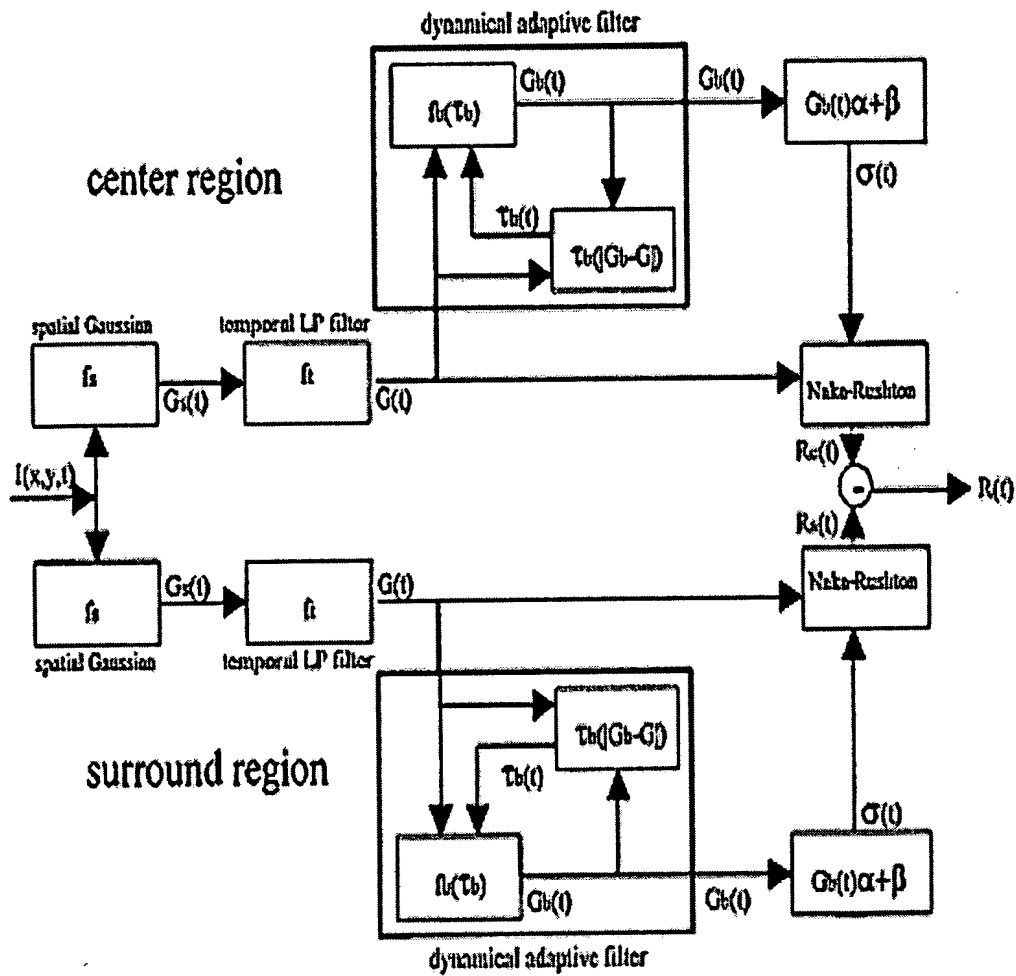 dynamical adaptive filter
Gb(t)
Gb(t)
fb(τb)
Gb(t)α+β
center region
σ(t)
τb(t)
τb(|Gb-G|)
spatial Gaussian
temporal LP filter
fs
ft
Gs(t)
G(t)
Naka-Rushton
Rc(t)
I(x,y,t)
-
R(t)
Rs(t)
Gs(t)
G(t)
Naka-Rushton
fs
ft
spatial Gaussian
temporal LP filter
τb(|Gb-G|)
surround region
τb(t)
σ(t)
fb(τb)
Gb(t)α+β
Gb(t)
Gb(t)
dynamical adaptive filter